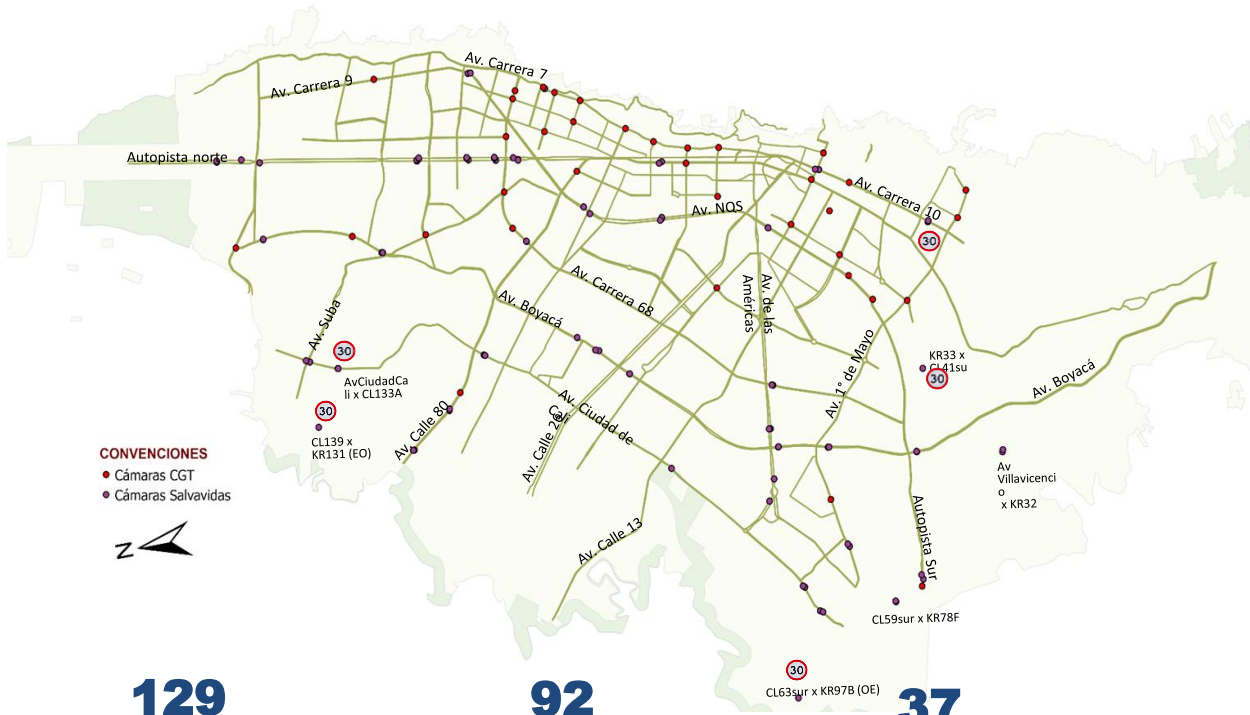 Av. Carrera 7
Av. Carrera 9
Autopista norte
Av. Carrera 10
Av. NQS
30
Av. Carrera 68
Av. de las
Américas
Av. Boyacá
Av. Suba
30
AvCiudadCa
li x CL133A
30
CL139 x
KR131 (EO)
Av. Calle 80
Av. Ciudad de
Cali
Av. Calle 26
Av. 1° de Mayo
KR33 x
CL41su
30
Av. Boyacá
CONVENCIONES
Cámaras CGT
Cámaras Salvavidas
Z
Av
Villavicenci
o
x KR32
Autopista Sur
Av. Calle 13
CL59sur x KR78F
30
CL63sur x KR97B (OE)
129
92
37